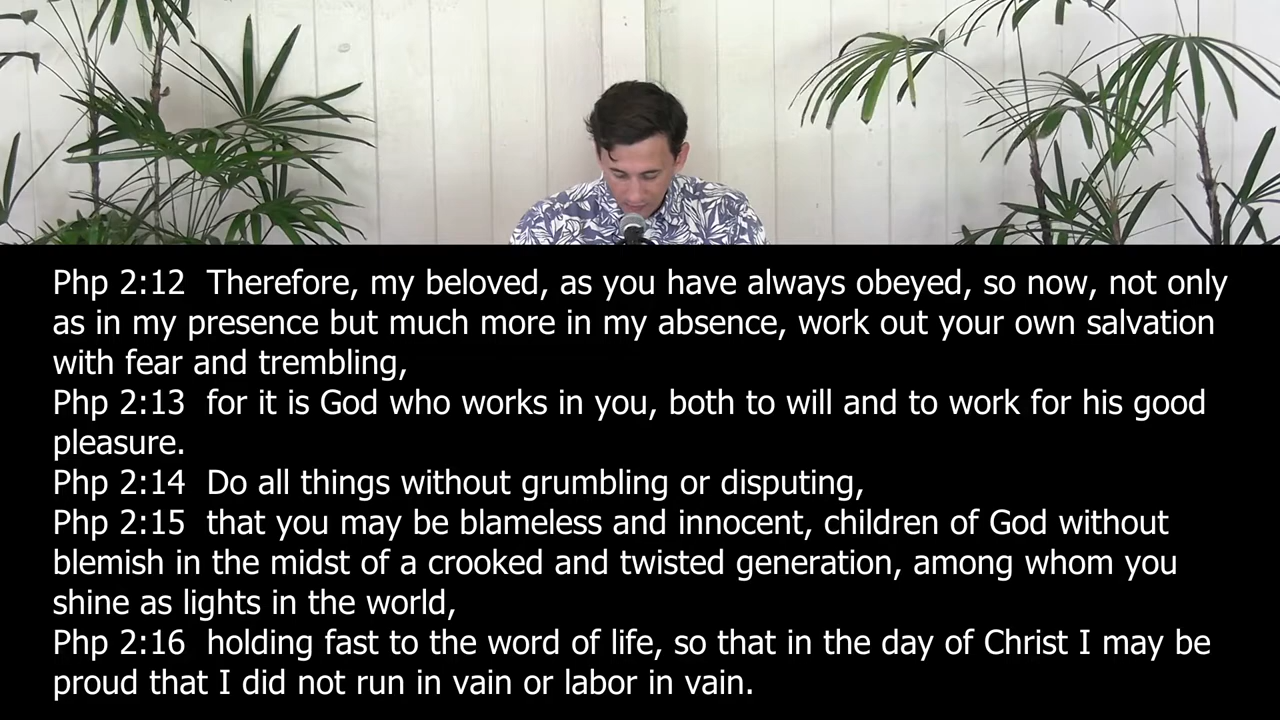 Php 2:12  Therefore, my beloved, as you have always obeyed, so now, not only
as in my presence but much more in my absence, work out your own salvation
with fear and trembling,
Php 2:13  for it is God who works in you, both to will and to work for his good
pleasure.
Php 2:14  Do all things without grumbling or disputing,
Php 2:15  that you may be blameless and innocent, children of God without
blemish in the midst of a crooked and twisted generation, among whom you
shine as lights in the world,
Php 2:16  holding fast to the word of life, so that in the day of Christ I may be
proud that I did not run in vain or labor in vain.